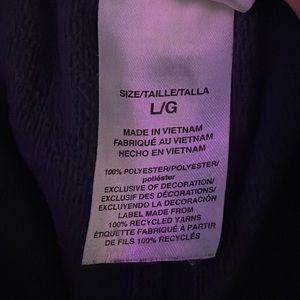 SIZE/TAILLE/TALLA
L/G
MADE IN VIETNAM
FABRIQUÉ AU VIETNAM
HECHO EN VIETNAM
100% POLYESTER/POLYESTER/
poliéster
EXCLUSIVE OF DECORATION/
EXCLUSIF DES DÉCORATIONS/
EXCLUYENDO LA DECORACIÓN
LABEL MADE FROM
100% RECYCLED YARNS
ÉTIQUETTE FABRIQUÉ À PARTIR
DE FILS 100% RECYCLÉS